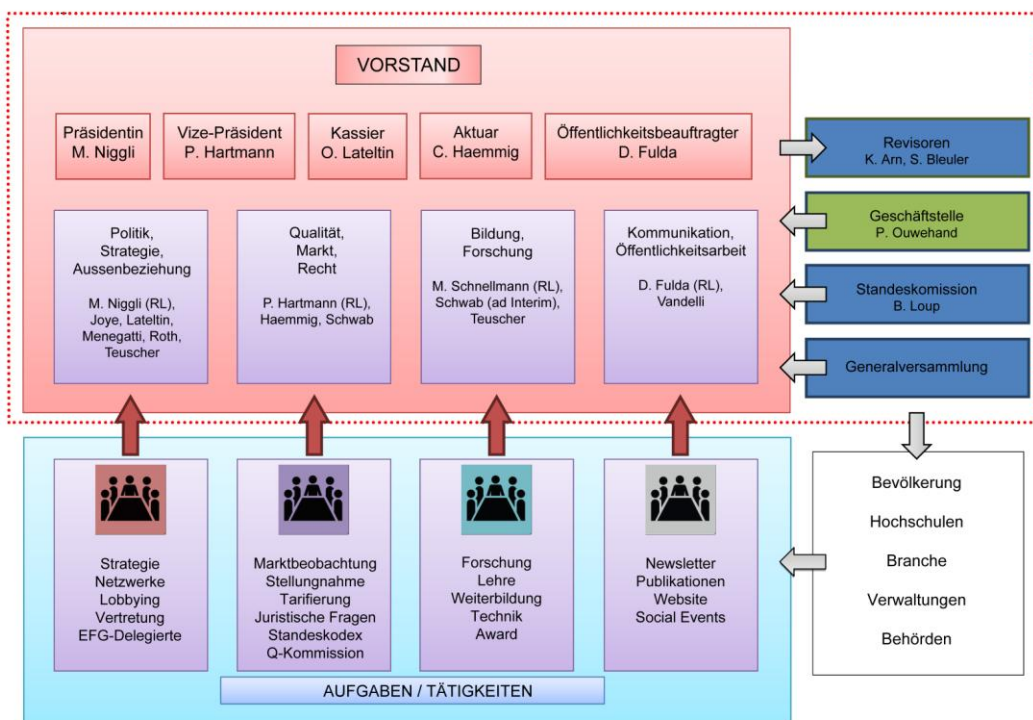 VORSTAND
Präsidentin
M. Niggli
Vize-Präsident
P. Hartmann
Kassier
O. Lateltin
Aktuar
C. Haemmig
Öffentlichkeitsbeauftragter
D. Fulda
Revisoren
K. Arn, S. Bleuler
Geschäftstelle
P. Ouwehand
Standeskomission
B. Loup
Generalversammlung
Politik,
Strategie,
Aussenbeziehung
M. Niggli (RL),
Joye, Lateltin,
Menegatti, Roth,
Teuscher
Qualität,
Markt,
Recht
P. Hartmann (RL),
Haemmig, Schwab
Bildung,
Forschung
M. Schnellmann (RL),
Schwab (ad Interim),
Teuscher
Kommunikation,
Öffentlichkeitsarbeit
D. Fulda (RL),
Vandelli
Strategie
Netzwerke
Lobbying
Vertretung
EFG-Delegierte
Marktbeobachtung
Stellungnahme
Tarifierung
Juristische Fragen
Standeskodex
Q-Kommission
Forschung
Lehre
Weiterbildung
Technik
Award
Newsletter
Publikationen
Website
Social Events
Bevölkerung
Hochschulen
Branche
Verwaltungen
Behörden
AUFGABEN / TÄTIGKEITEN